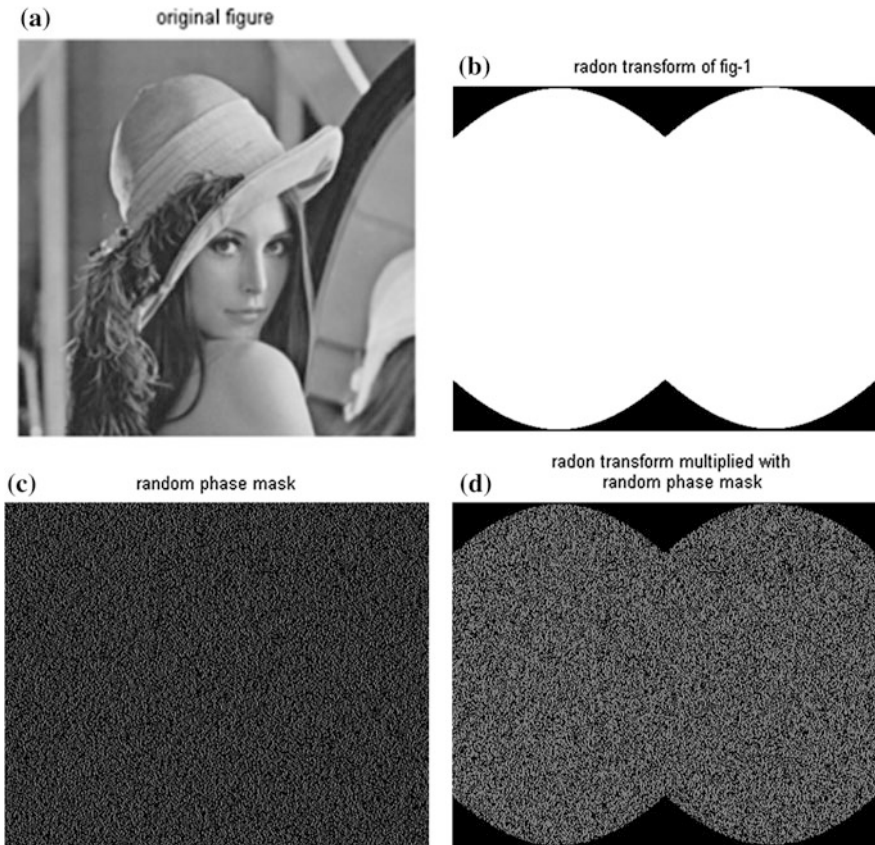 (a)
original figure
(b)
radon transform of fig-1
(c)
random phase mask
(d)
radon transform multiplied with
random phase mask